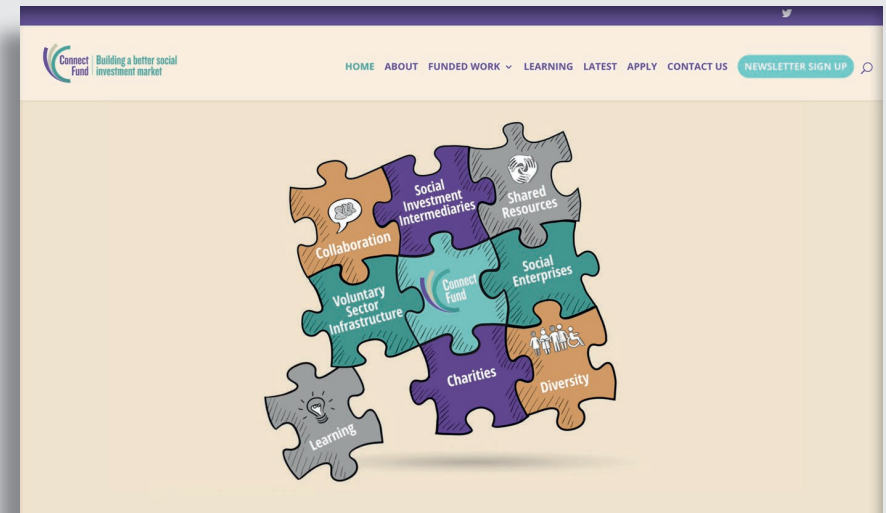 Connect
Fund
Building a better social
investment market
HOME ABOUT FUNDED WORK LEARNING LATEST APPLY CONTACT US NEWSLETTER SIGN UP
Collaboration
Social
Investment
Intermediaries
Shared
Resources
Voluntary
Sector
Infrastructure
Connect
Fund
Social
Enterprises
Learning
Charities
Diversity